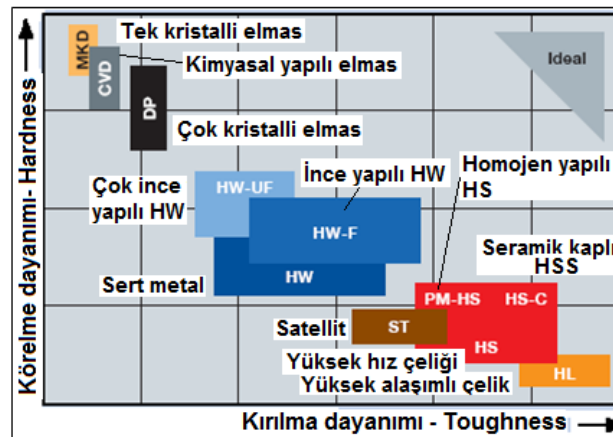 Körelme dayanımı- Hardness
MKD
Tek kristalli elmas
CVD
Kimyasal yapılı elmas
DP
Çok kristalli elmas
Ideal
Çok ince
yapılı HW
HW-UF
İnce yapılı HW
HW-F
Homojen yapılı
HS
Sert metal
HW
Seramik kaplı
HSS
PM-HS
HS-C
Satellit
ST
HS
Yüksek hız çeliği
Yüksek alaşımlı çelik
HL
Kırılma dayanımı - Toughness